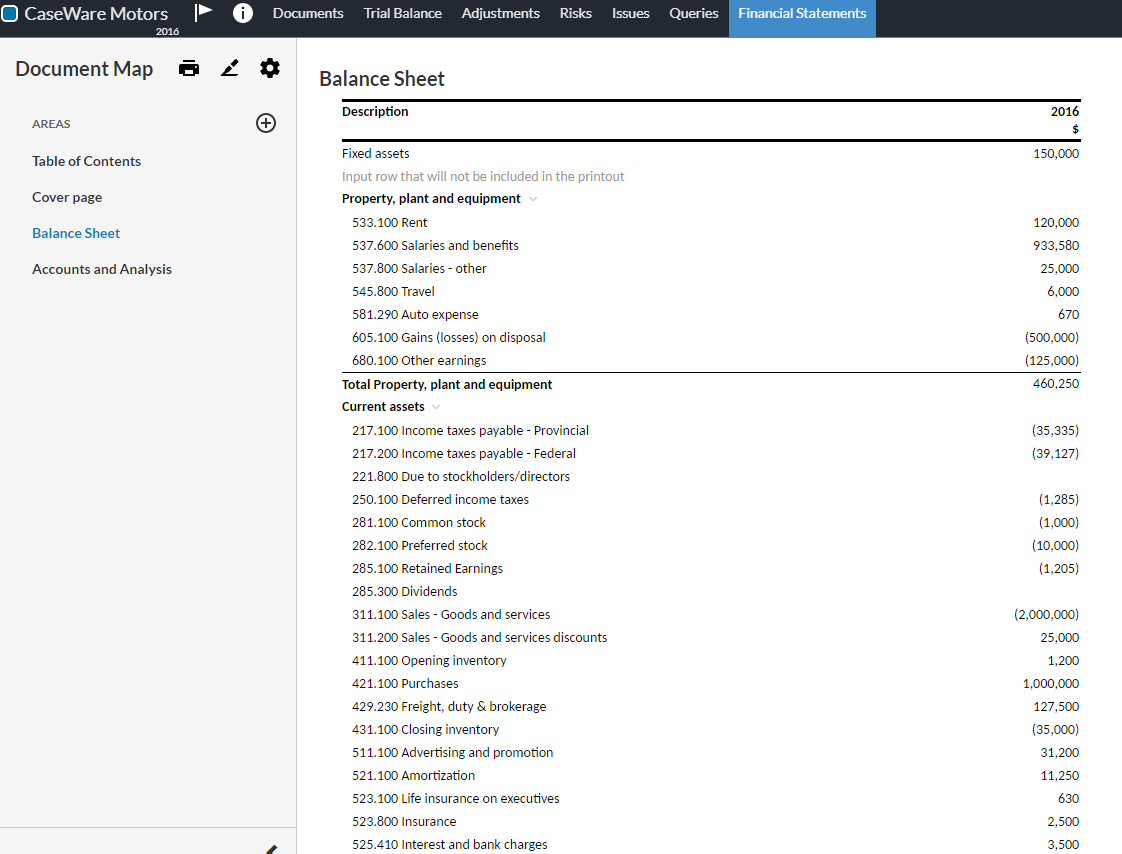 CaseWare Motors
2016
Documents Trial Balance Adjustments Risks Issues Queries Financial Statements
Document Map
AREAS
Table of Contents
Cover page
Balance Sheet
Accounts and Analysis
Balance Sheet
Description 2016
$
Fixed assets 150,000
Input row that will not be included in the printout
Property, plant and equipment
533.100 Rent 120,000
537.600 Salaries and benefits 933,580
537.800 Salaries - other 25,000
545.800 Travel 6,000
581.290 Auto expense 670
605.100 Gains (losses) on disposal (500,000)
680.100 Other earnings (125,000)
Total Property, plant and equipment 460,250
Current assets
217.100 Income taxes payable - Provincial (35,335)
217.200 Income taxes payable - Federal (39,127)
221.800 Due to stockholders/directors
250.100 Deferred income taxes (1,285)
281.100 Common stock (1,000)
282.100 Preferred stock (10,000)
285.100 Retained Earnings (1,205)
285.300 Dividends
311.100 Sales - Goods and services (2,000,000)
311.200 Sales - Goods and services discounts 25,000
411.100 Opening inventory 1,200
421.100 Purchases 1,000,000
429.230 Freight, duty & brokerage 127,500
431.100 Closing inventory (35,000)
511.100 Advertising and promotion 31,200
521.100 Amortization 11,250
523.100 Life insurance on executives 630
523.800 Insurance 2,500
525.410 Interest and bank charges 3,500